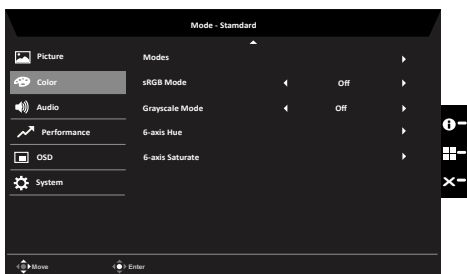 Mode - Standard
Picture
Modes
Color
sRGB Mode
Off
Audio
Grayscale Mode
Off
Performance
6-axis Hue
OSD
6-axis Saturate
System
Move
Enter